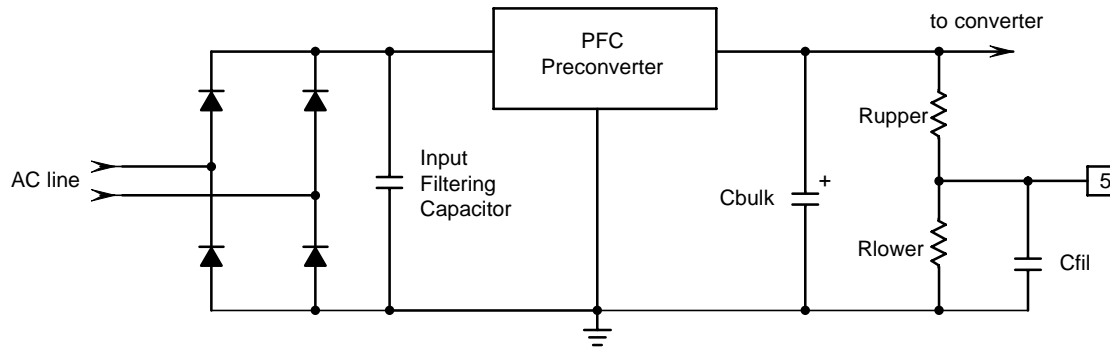 to converter
PFC
Preconverter
Rupper
AC line
Input
Filtering
Capacitor
Cbulk
+
5
Rlower
Cfil